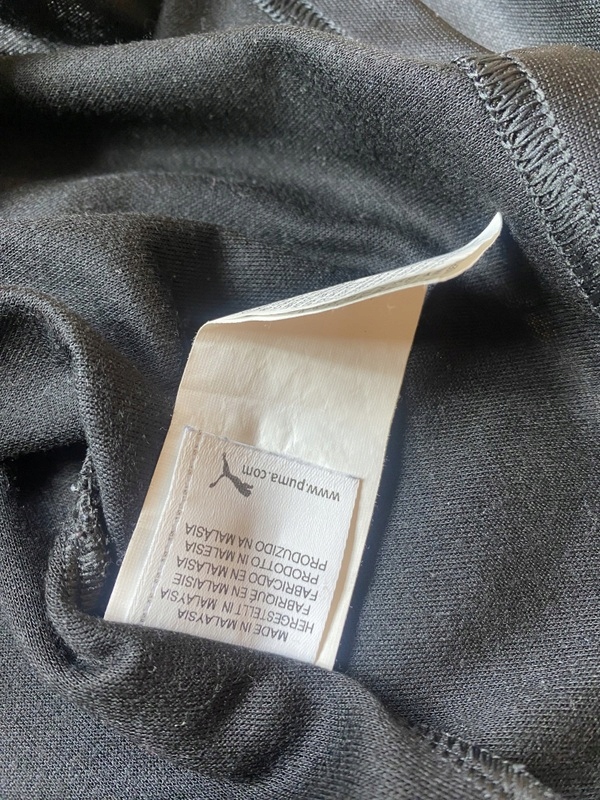 MADE IN MALAYSIA
HERGESTELLT IN MALAYSIA
FABRIQUÉ EN MALAISIE
FABRICADO EN MALASIA
PRODOTTO IN MALESIA
PRODUZIDO NA MALÁSIA
www.puma.com